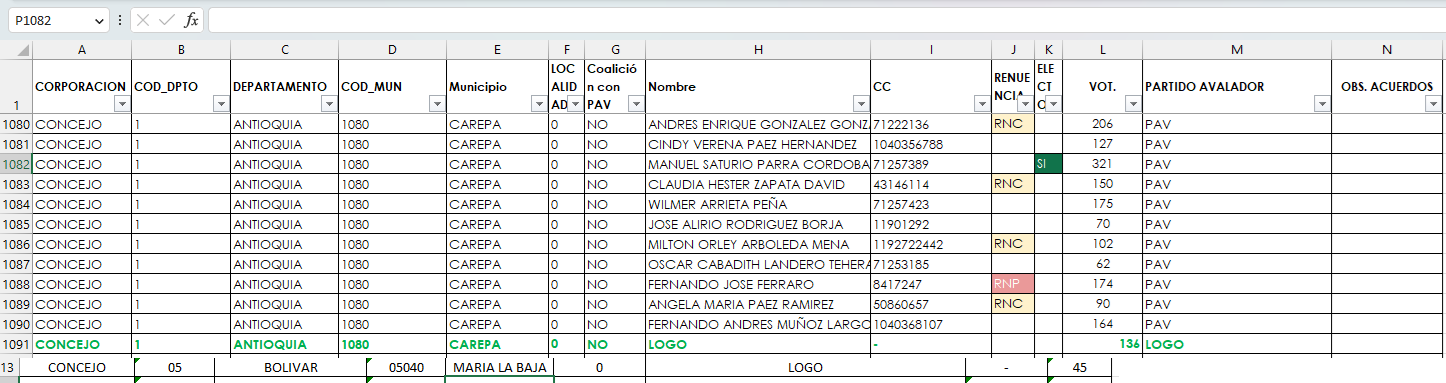 P1082 fx
A B C D E F G H I J K L M N
1 CORPORACION COD_DPTO DEPARTAMENTO COD_MUN Municipio LOCALIDAD Coalición con PAV Nombre CC RENUENCIA ELECTO VOT. PARTIDO AVALADOR OBS. ACUERDOS
1080 CONCEJO 1 ANTIOQUIA 1080 CAREPA 0 NO ANDRES ENRIQUE GONZALEZ GONZ 71222136 RNC 206 PAV
1081 CONCEJO 1 ANTIOQUIA 1080 CAREPA 0 NO CINDY VERENA PAEZ HERNANDEZ 1040356788 127 PAV
1082 CONCEJO 1 ANTIOQUIA 1080 CAREPA 0 NO MANUEL SATURIO PARRA CORDOBA 71257389 SI 321 PAV
1083 CONCEJO 1 ANTIOQUIA 1080 CAREPA 0 NO CLAUDIA HESTER ZAPATA DAVID 43146114 RNC 150 PAV
1084 CONCEJO 1 ANTIOQUIA 1080 CAREPA 0 NO WILMER ARRIETA PEÑA 71257423 175 PAV
1085 CONCEJO 1 ANTIOQUIA 1080 CAREPA 0 NO JOSE ALIRIO RODRIGUEZ BORJA 11901292 70 PAV
1086 CONCEJO 1 ANTIOQUIA 1080 CAREPA 0 NO MILTON ORLEY ARBOLEDA MENA 1192722442 RNC 102 PAV
1087 CONCEJO 1 ANTIOQUIA 1080 CAREPA 0 NO OSCAR CABADITH LANDERO TEHERA 71253185 62 PAV
1088 CONCEJO 1 ANTIOQUIA 1080 CAREPA 0 NO FERNANDO JOSE FERRARO 8417247 RNP 174 PAV
1089 CONCEJO 1 ANTIOQUIA 1080 CAREPA 0 NO ANGELA MARIA PAEZ RAMIREZ 50860657 RNC 90 PAV
1090 CONCEJO 1 ANTIOQUIA 1080 CAREPA 0 NO FERNANDO ANDRES MUÑOZ LARGO 1040368107 164 PAV
1091 CONCEJO 1 ANTIOQUIA 1080 CAREPA 0 NO LOGO - 136 LOGO
13 CONCEJO 05 BOLIVAR 05040 MARIA LA BAJA 0 LOGO - 45